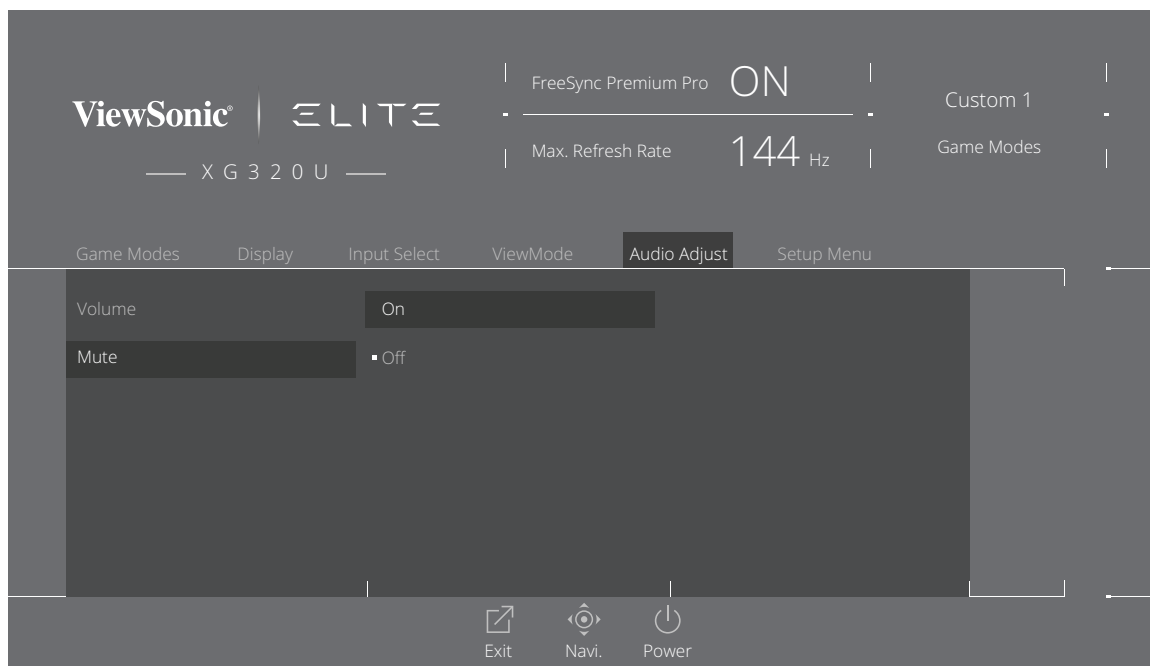 ViewSonic® ELITE
XG320U
FreeSync Premium Pro ON
Max. Refresh Rate 144 Hz
Custom 1
Game Modes
Game Modes Display Input Select ViewMode Audio Adjust Setup Menu
Volume On
Mute Off
Exit Navi. Power